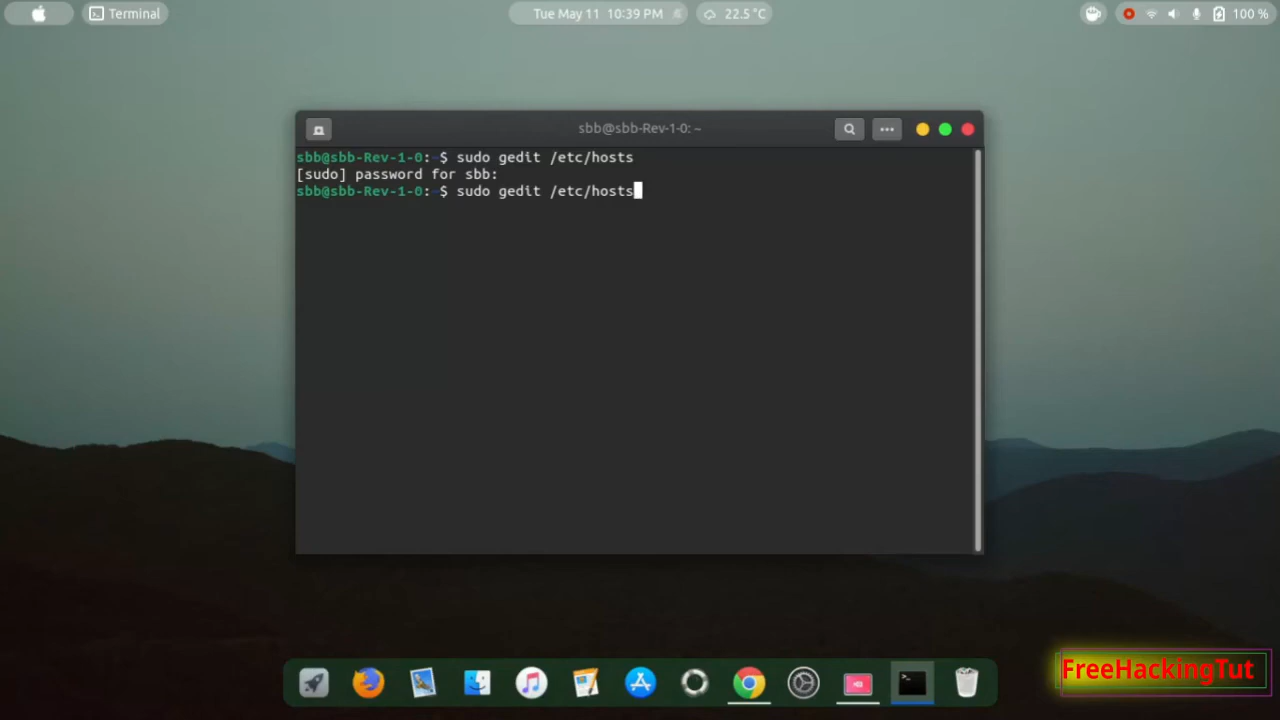 Terminal
Tue May 11 10:39 PM
22.5 °C
100 %
sbb@sbb-Rev-1-0: ~
sbb@sbb-Rev-1-0:~$ sudo gedit /etc/hosts
[sudo] password for sbb:
sbb@sbb-Rev-1-0:~$ sudo gedit /etc/hosts
FreeHackingTut